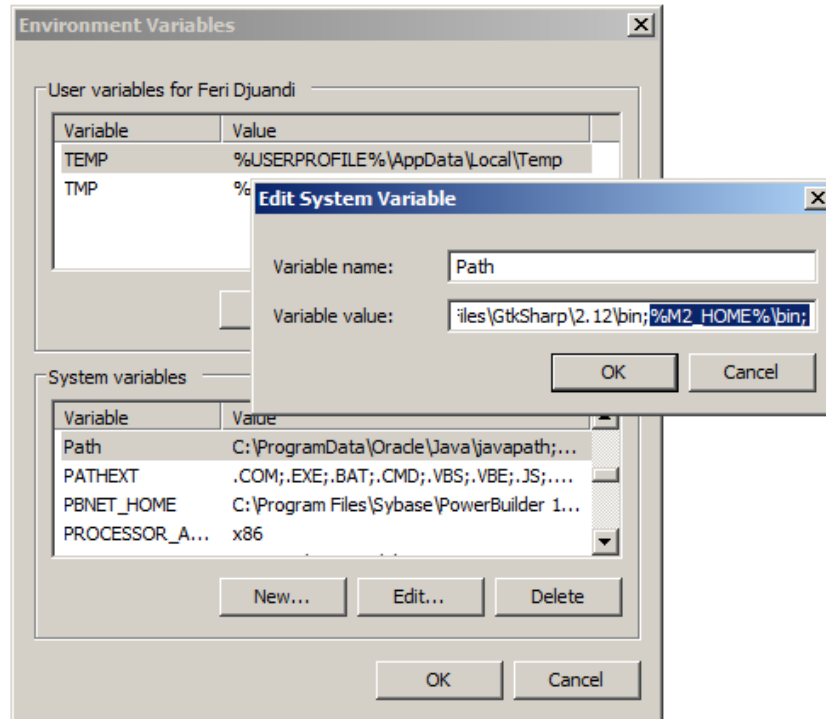 Environment Variables
User variables for Feri Djuandi
Variable Value
TEMP %USERPROFILE%\AppData\Local\Temp
TMP %
Edit System Variable
Variable name: Path
Variable value: Files\GtkSharp\2.12\bin;%M2_HOME%\bin;
OK Cancel
System variables
Variable Value
Path C:\ProgramData\Oracle\Java\javapath;...
PATHEXT .COM;.EXE;.BAT;.CMD;.VBS;.VBE;.JS;....
PBNET_HOME C:\Program Files\Sybase\PowerBuilder 1...
PROCESSOR_A... x86
New... Edit... Delete
OK Cancel